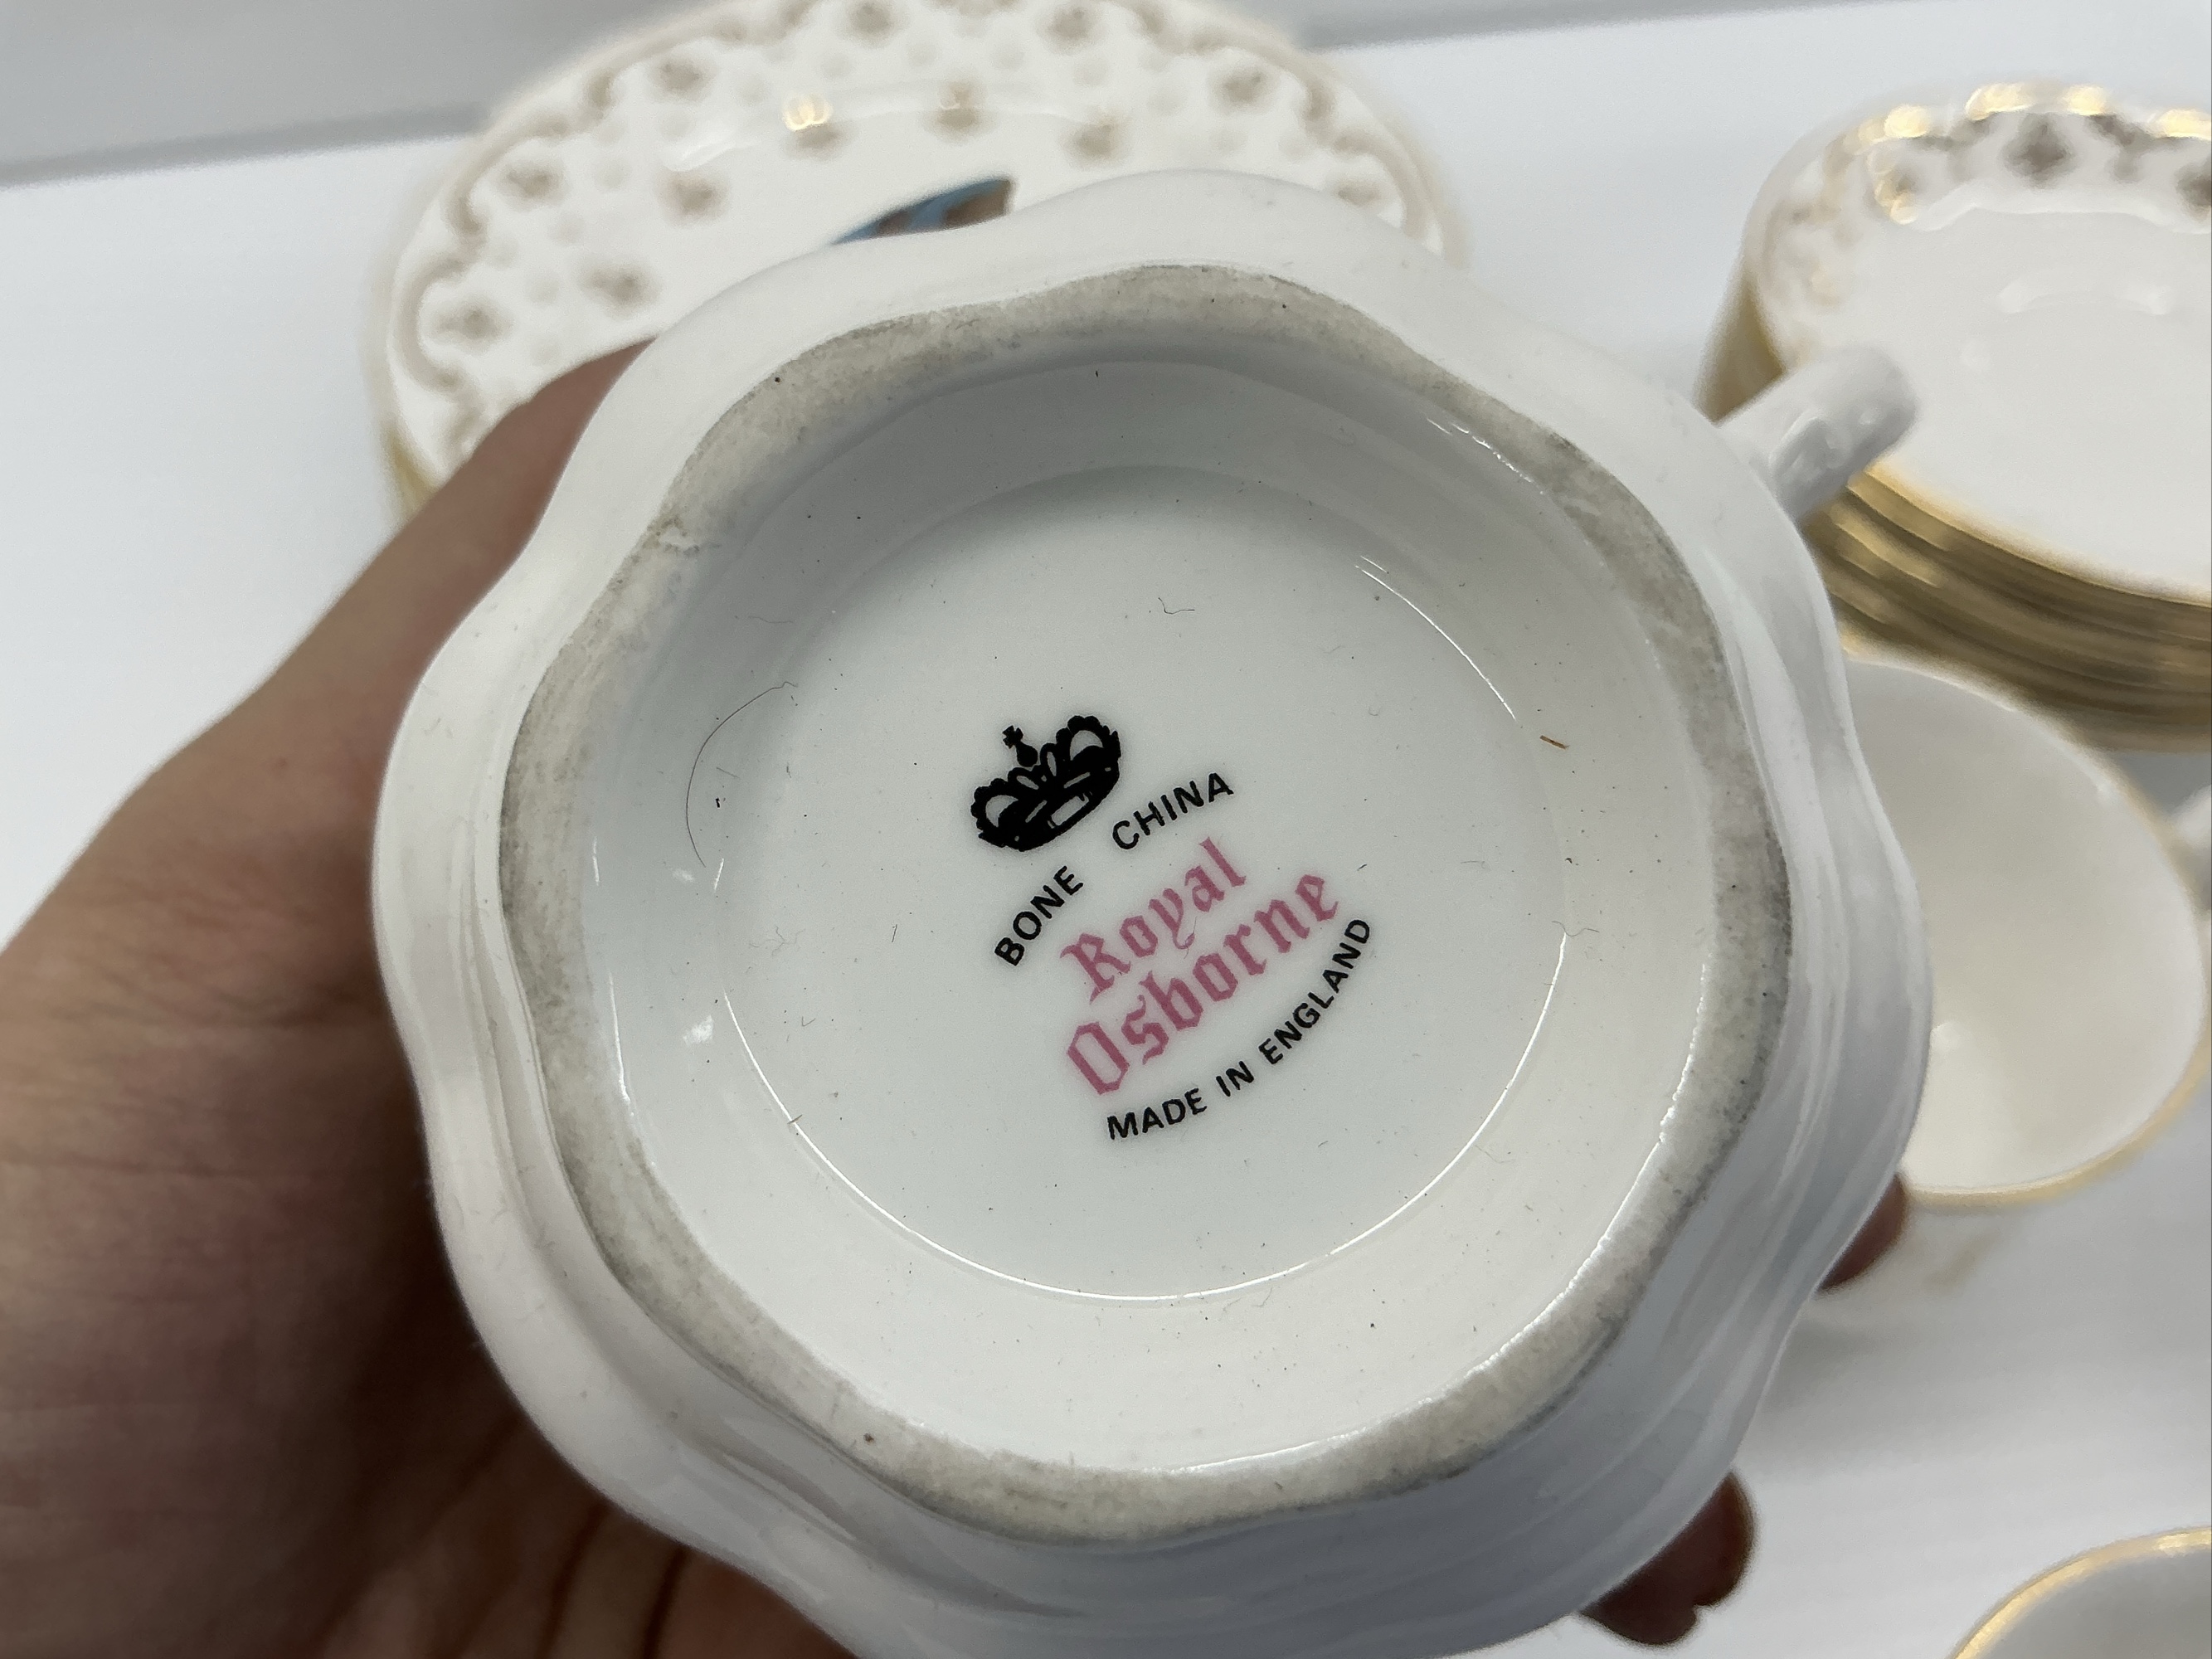 BONE CHINA
Royal
Osborne
MADE IN ENGLAND